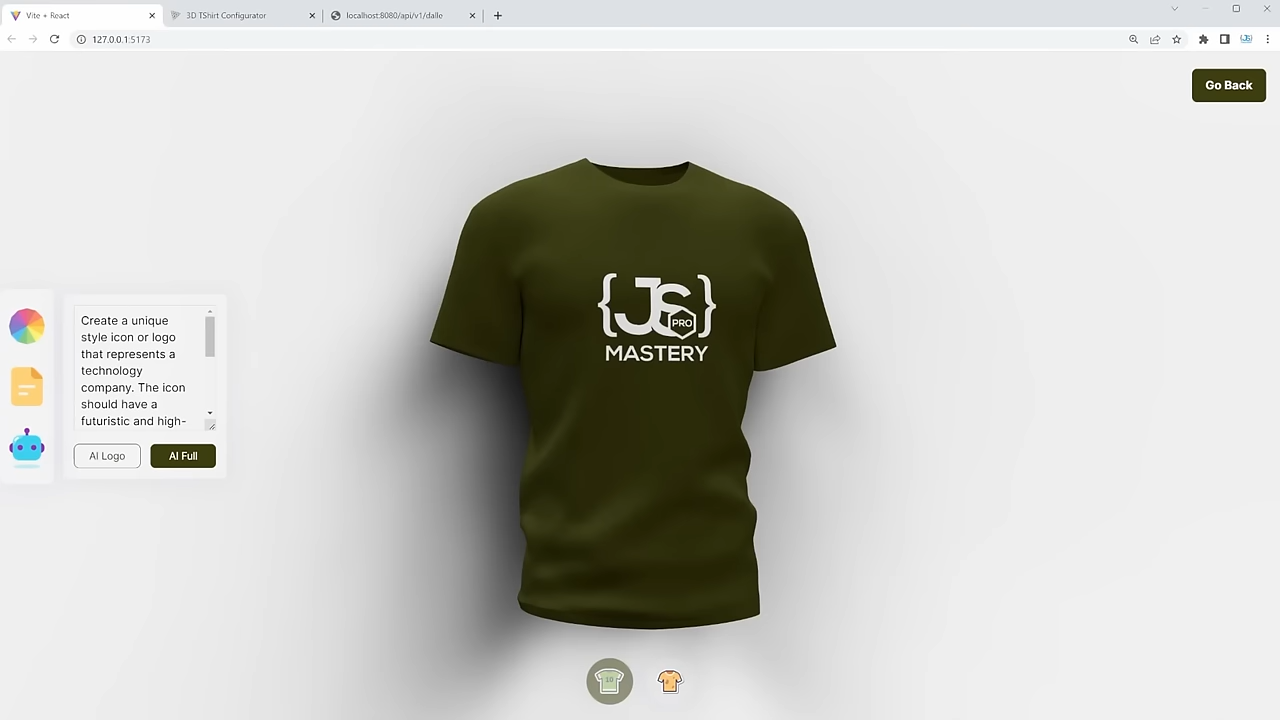 Vite + React
3D TShirt Configurator
localhost:8080/api/v1/dalle
127.0.0.1:5173
Go Back
{JS}
PRO
MASTERY
Create a unique
style icon or logo
that represents a
technology
company. The icon
should have a
futuristic and high-
AI Logo
AI Full